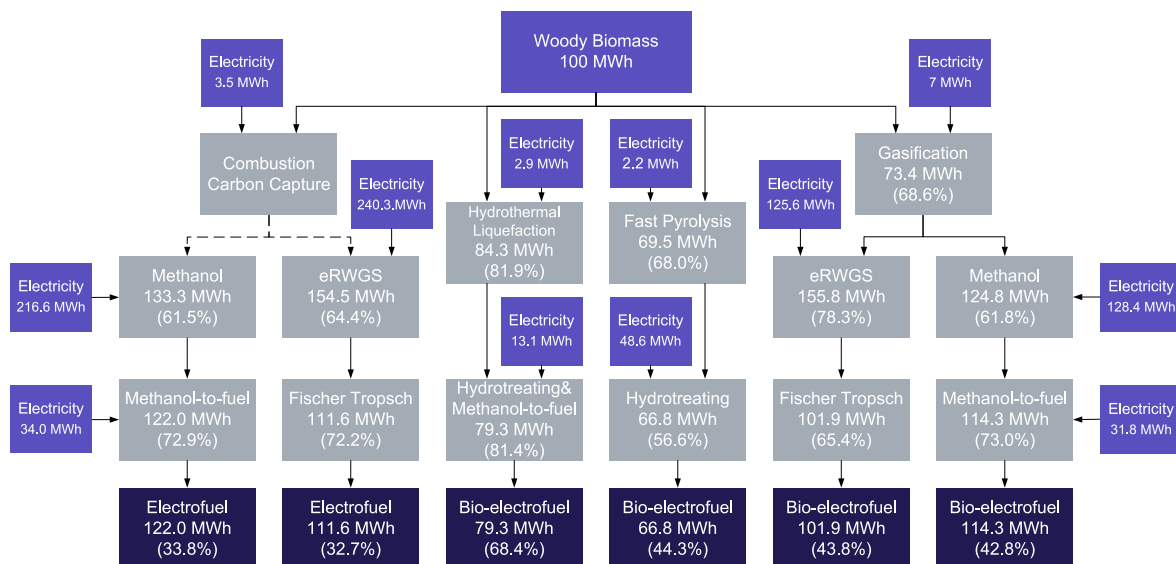 Woody Biomass
100 MWh
Electricity
3.5 MWh
Electricity
7 MWh
Combustion
Carbon Capture
Electricity
2.9 MWh
Electricity
2.2 MWh
Gasification
73.4 MWh
(68.6%)
Electricity
240.3.MWh
Electricity
125.6 MWh
Hydrothermal
Liquefaction
84.3 MWh
(81.9%)
Fast Pyrolysis
69.5 MWh
(68.0%)
Electricity
216.6 MWh
Methanol
133.3 MWh
(61.5%)
eRWGS
154.5 MWh
(64.4%)
eRWGS
155.8 MWh
(78.3%)
Methanol
124.8 MWh
(61.8%)
Electricity
128.4 MWh
Electricity
13.1 MWh
Electricity
48.6 MWh
Electricity
34.0 MWh
Methanol-to-fuel
122.0 MWh
(72.9%)
Fischer Tropsch
111.6 MWh
(72.2%)
Hydrotreating&
Methanol-to-fuel
79.3 MWh
(81.4%)
Hydrotreating
66.8 MWh
(56.6%)
Fischer Tropsch
101.9 MWh
(65.4%)
Methanol-to-fuel
114.3 MWh
(73.0%)
Electricity
31.8 MWh
Electrofuel
122.0 MWh
(33.8%)
Electrofuel
111.6 MWh
(32.7%)
Bio-electrofuel
79.3 MWh
(68.4%)
Bio-electrofuel
66.8 MWh
(44.3%)
Bio-electrofuel
101.9 MWh
(43.8%)
Bio-electrofuel
114.3 MWh
(42.8%)